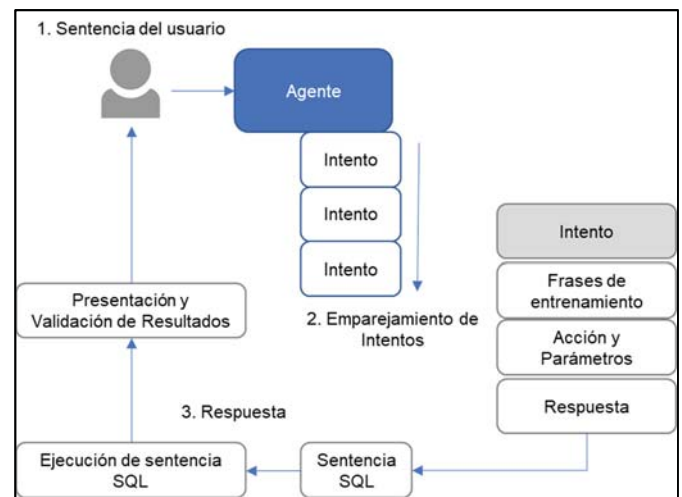 1. Sentencia del usuario
Agente
Intento
Intento
Intento
2. Emparejamiento de
Intentos
Intento
Frases de
entrenamiento
Acción y
Parámetros
Respuesta
Presentación y
Validación de Resultados
3. Respuesta
Ejecución de sentencia
SQL
Sentencia
SQL